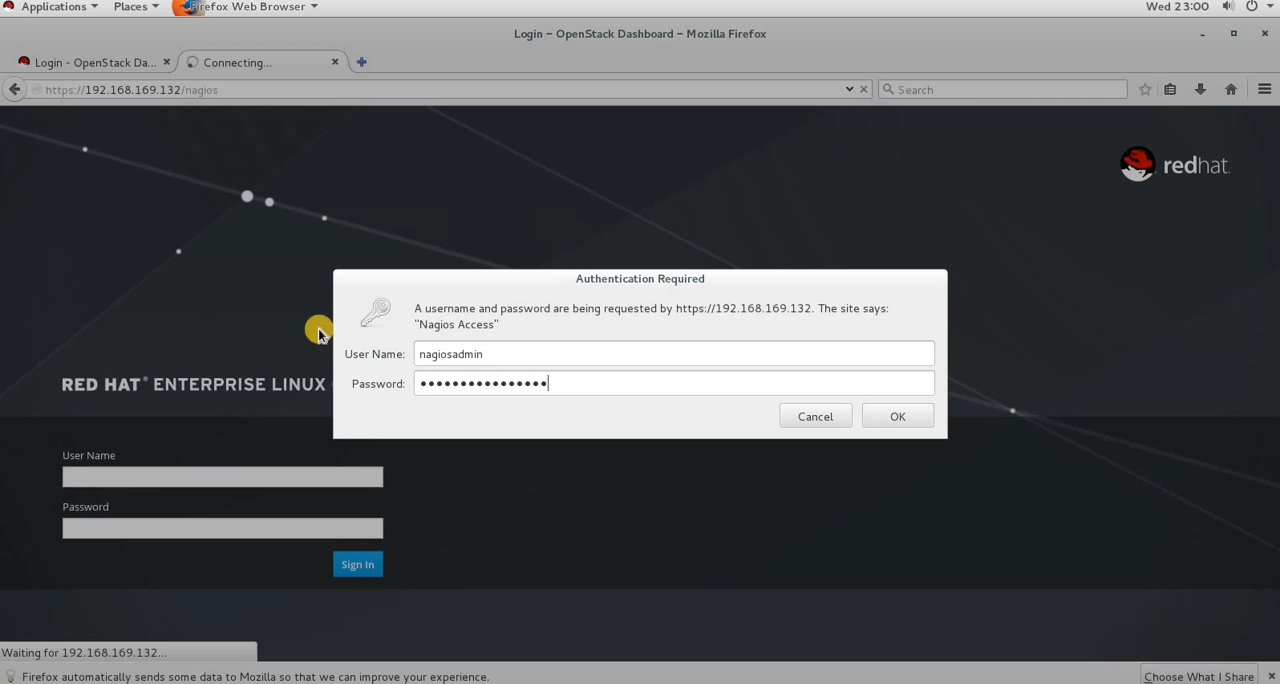 Applications Places Firefox Web Browser Wed 23:00
Login - OpenStack Dashboard - Mozilla Firefox
Login - OpenStack Da... Connecting...
https://192.168.169.132/nagios Search
redhat.
Authentication Required
A username and password are being requested by https://192.168.169.132. The site says:
"Nagios Access"
User Name: nagiosadmin
Password: ••••••••••••••••
Cancel OK
RED HAT® ENTERPRISE LINUX
User Name
Password
Sign In
Waiting for 192.168.169.132...
Firefox automatically sends some data to Mozilla so that we can improve your experience. Choose What I Share